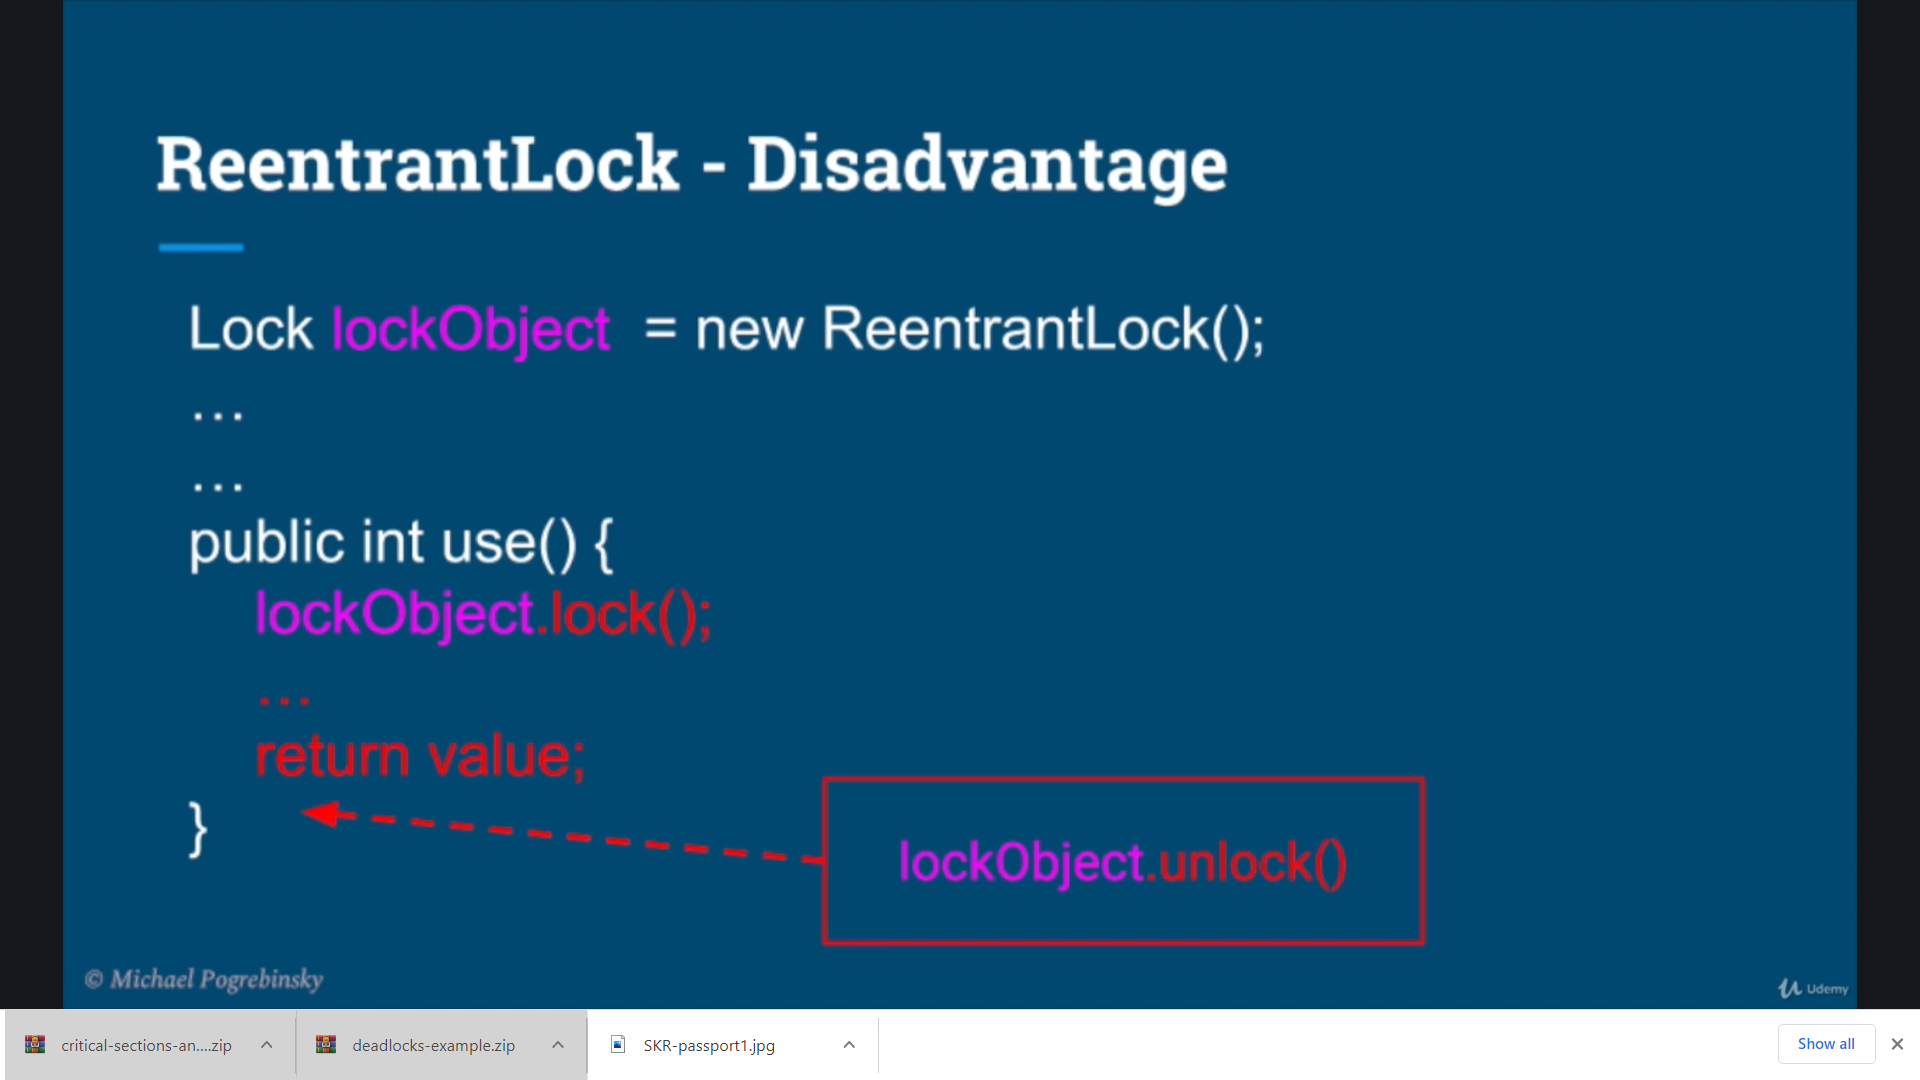 ReentrantLock - Disadvantage
Lock lockObject = new ReentrantLock();
...
...
public int use() {
lockObject.lock();
...
return value;
}
lockObject.unlock()
© Michael Pogrebinsky
Udemy
critical-sections-an....zip
deadlocks-example.zip
SKR-passport1.jpg
Show all